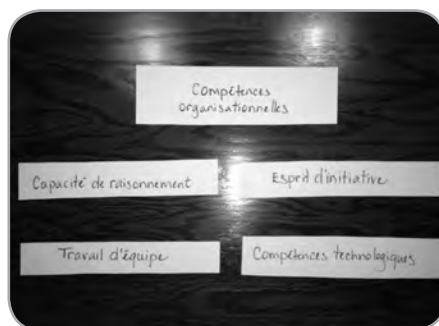 Compétences
organisationnelles
Capacité de raisonnement
Esprit d'initiative
Travail d'équipe
Compétences technologiques